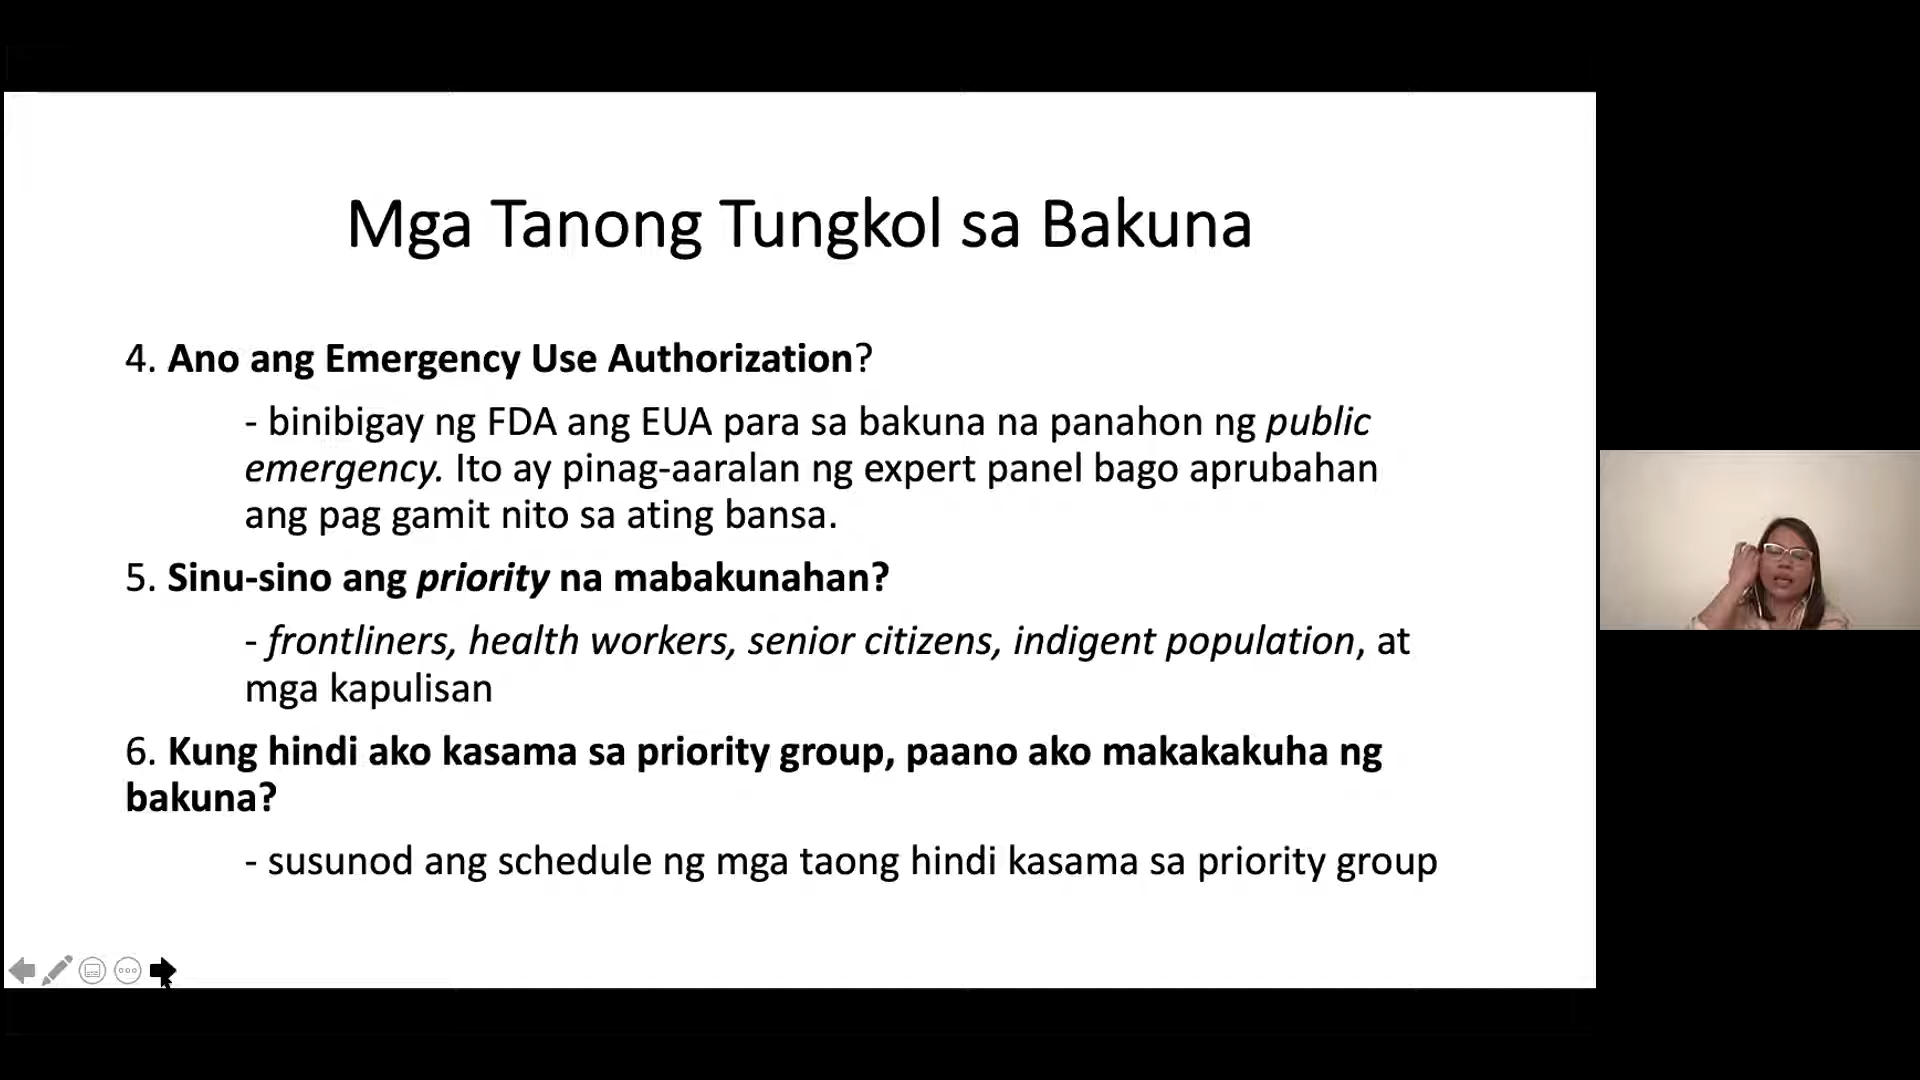 Mga Tanong Tungkol sa Bakuna
4. Ano ang Emergency Use Authorization?
- binibigay ng FDA ang EUA para sa bakuna na panahon ng public
emergency. Ito ay pinag-aaralan ng expert panel bago aprubahan
ang pag gamit nito sa ating bansa.
5. Sinu-sino ang priority na mabakunahan?
- frontliners, health workers, senior citizens, indigent population, at
mga kapulisan
6. Kung hindi ako kasama sa priority group, paano ako makakakuha ng
bakuna?
- susunod ang schedule ng mga taong hindi kasama sa priority group